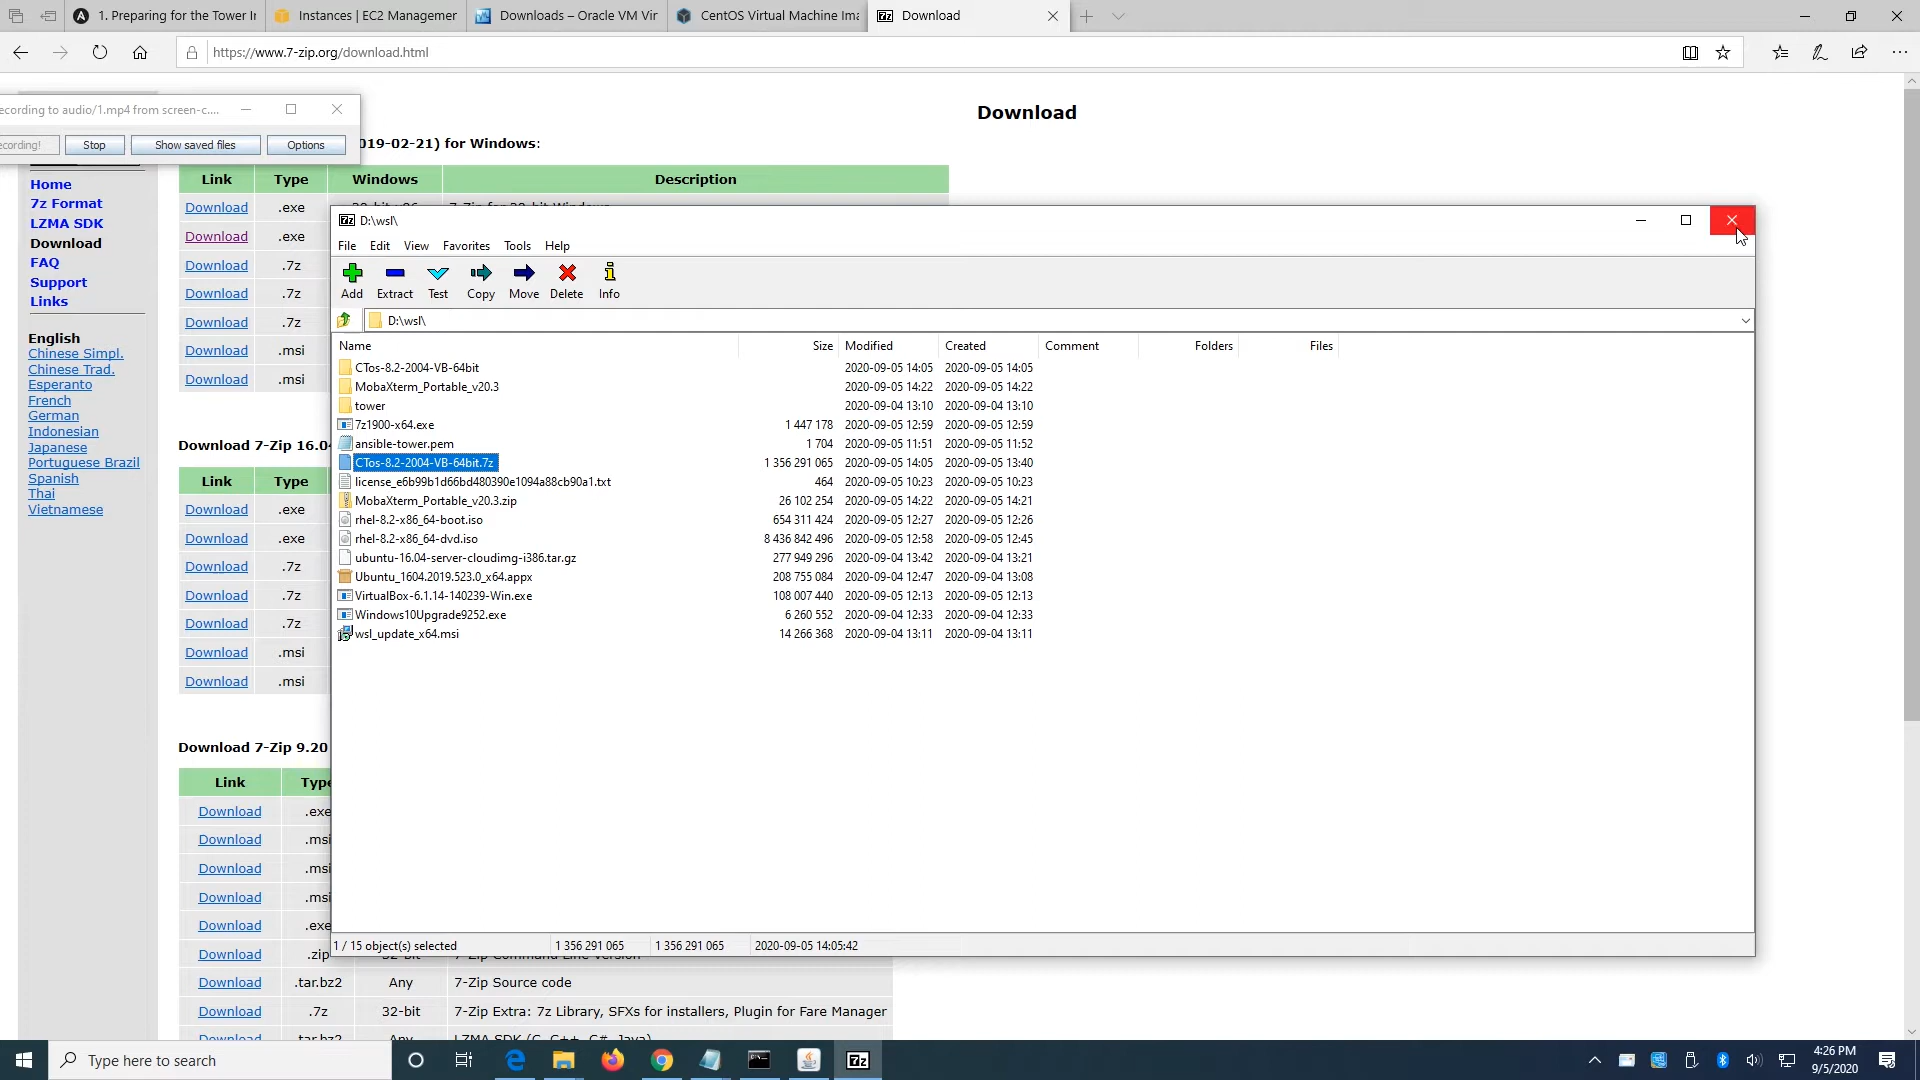 1. Preparing for the Tower In
Instances | EC2 Managemen
Downloads – Oracle VM Vir
CentOS Virtual Machine Ima
Download
https://www.7-zip.org/download.html
ecording to audio/1.mp4 from screen-c....
ecording!
Stop
Show saved files
Options
Download
019-02-21) for Windows:
Link Type Windows Description
Home
7z Format
LZMA SDK
Download
FAQ
Support
Links
English
Chinese Simpl.
Chinese Trad.
Esperanto
French
German
Indonesian
Japanese
Portuguese Brazil
Spanish
Thai
Vietnamese
Download .exe
Download .exe
Download .7z
Download .7z
Download .7z
Download .msi
Download .msi
Download 7-Zip 16.04
Link Type
Download .exe
Download .exe
Download .7z
Download .7z
Download .7z
Download .msi
Download .msi
Download 7-Zip 9.20
Link Type
Download .exe
Download .msi
Download .msi
Download .msi
Download .exe
Download .zip 32-bit 7-Zip Command Line Version
Download .tar.bz2 Any 7-Zip Source code
Download .7z 32-bit 7-Zip Extra: 7z Library, SFXs for installers, Plugin for Fare Manager
Download .tar.bz2 Any LZMA SDK (C, C++, C#, Java)
7z D:\wsl\
File Edit View Favorites Tools Help
Add Extract Test Copy Move Delete Info
D:\wsl\
Name Size Modified Created Comment Folders Files
CTos-8.2-2004-VB-64bit 2020-09-05 14:05 2020-09-05 14:05
MobaXterm_Portable_v20.3 2020-09-05 14:22 2020-09-05 14:22
tower 2020-09-04 13:10 2020-09-04 13:10
7z1900-x64.exe 1 447 178 2020-09-05 12:59 2020-09-05 12:59
ansible-tower.pem 1 704 2020-09-05 11:51 2020-09-05 11:52
CTos-8.2-2004-VB-64bit.7z 1 356 291 065 2020-09-05 14:05 2020-09-05 13:40
license_e6b99b1d66bd480390e1094a88cb90a1.txt 464 2020-09-05 10:23 2020-09-05 10:23
MobaXterm_Portable_v20.3.zip 26 102 254 2020-09-05 14:22 2020-09-05 14:21
rhel-8.2-x86_64-boot.iso 654 311 424 2020-09-05 12:27 2020-09-05 12:26
rhel-8.2-x86_64-dvd.iso 8 436 842 496 2020-09-05 12:58 2020-09-05 12:45
ubuntu-16.04-server-cloudimg-i386.tar.gz 277 949 296 2020-09-04 13:42 2020-09-04 13:21
Ubuntu_1604.2019.523.0_x64.appx 208 755 084 2020-09-04 12:47 2020-09-04 13:08
VirtualBox-6.1.14-140239-Win.exe 108 007 440 2020-09-05 12:13 2020-09-05 12:13
Windows10Upgrade9252.exe 6 260 552 2020-09-04 12:33 2020-09-04 12:33
wsl_update_x64.msi 14 266 368 2020-09-04 13:11 2020-09-04 13:11
1 / 15 object(s) selected 1 356 291 065 1 356 291 065 2020-09-05 14:05:42
Type here to search
4:26 PM
9/5/2020